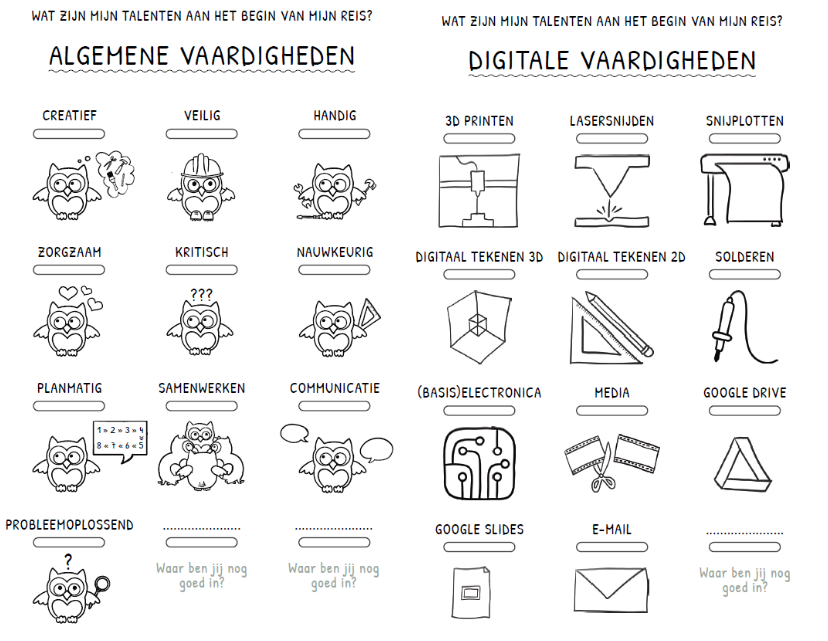 WAT ZIJN MIJN TALENTEN AAN HET BEGIN VAN MIJN REIS?
ALGEMENE VAARDIGHEDEN
CREATIEF
VEILIG
HANDIG
ZORGZAAM
KRITISCH
NAUWKEURIG
???
PLANMATIG
SAMENWERKEN
COMMUNICATIE
1 » 2 » 3 » 4
8 « 7 « 6 « 5
PROBLEEMOPLOSSEND
......................
......................
?
Waar ben jij nog
goed in?
Waar ben jij nog
goed in?
WAT ZIJN MIJN TALENTEN AAN HET BEGIN VAN MIJN REIS?
DIGITALE VAARDIGHEDEN
3D PRINTEN
LASERSNIJDEN
SNIJPLOTTEN
DIGITAAL TEKENEN 3D
DIGITAAL TEKENEN 2D
SOLDEREN
(BASIS)ELECTRONICA
MEDIA
GOOGLE DRIVE
GOOGLE SLIDES
E-MAIL
......................
Waar ben jij nog
goed in?